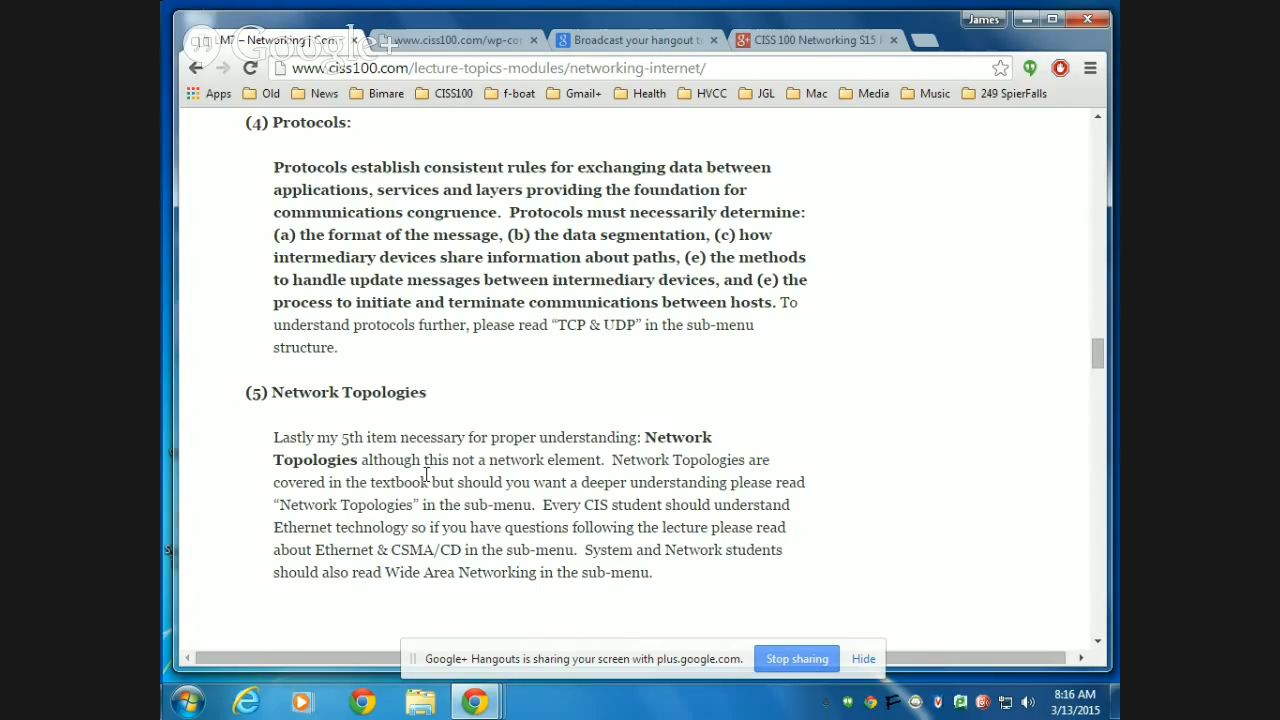 James
LM7 – Networking | Com
www.ciss100.com/wp-co
Broadcast your hangout t
CISS 100 Networking S15
Google+
www.ciss100.com/lecture-topics-modules/networking-internet/
Apps Old News Bimare CISS100 f-boat Gmail+ Health HVCC JGL Mac Media Music 249 SpierFalls
(4) Protocols:
Protocols establish consistent rules for exchanging data between
applications, services and layers providing the foundation for
communications congruence. Protocols must necessarily determine:
(a) the format of the message, (b) the data segmentation, (c) how
intermediary devices share information about paths, (e) the methods
to handle update messages between intermediary devices, and (e) the
process to initiate and terminate communications between hosts. To
understand protocols further, please read “TCP & UDP” in the sub-menu
structure.
(5) Network Topologies
Lastly my 5th item necessary for proper understanding: Network
Topologies although this not a network element. Network Topologies are
covered in the textbook but should you want a deeper understanding please read
“Network Topologies” in the sub-menu. Every CIS student should understand
Ethernet technology so if you have questions following the lecture please read
about Ethernet & CSMA/CD in the sub-menu. System and Network students
should also read Wide Area Networking in the sub-menu.
Google+ Hangouts is sharing your screen with plus.google.com. Stop sharing Hide
8:16 AM
3/13/2015